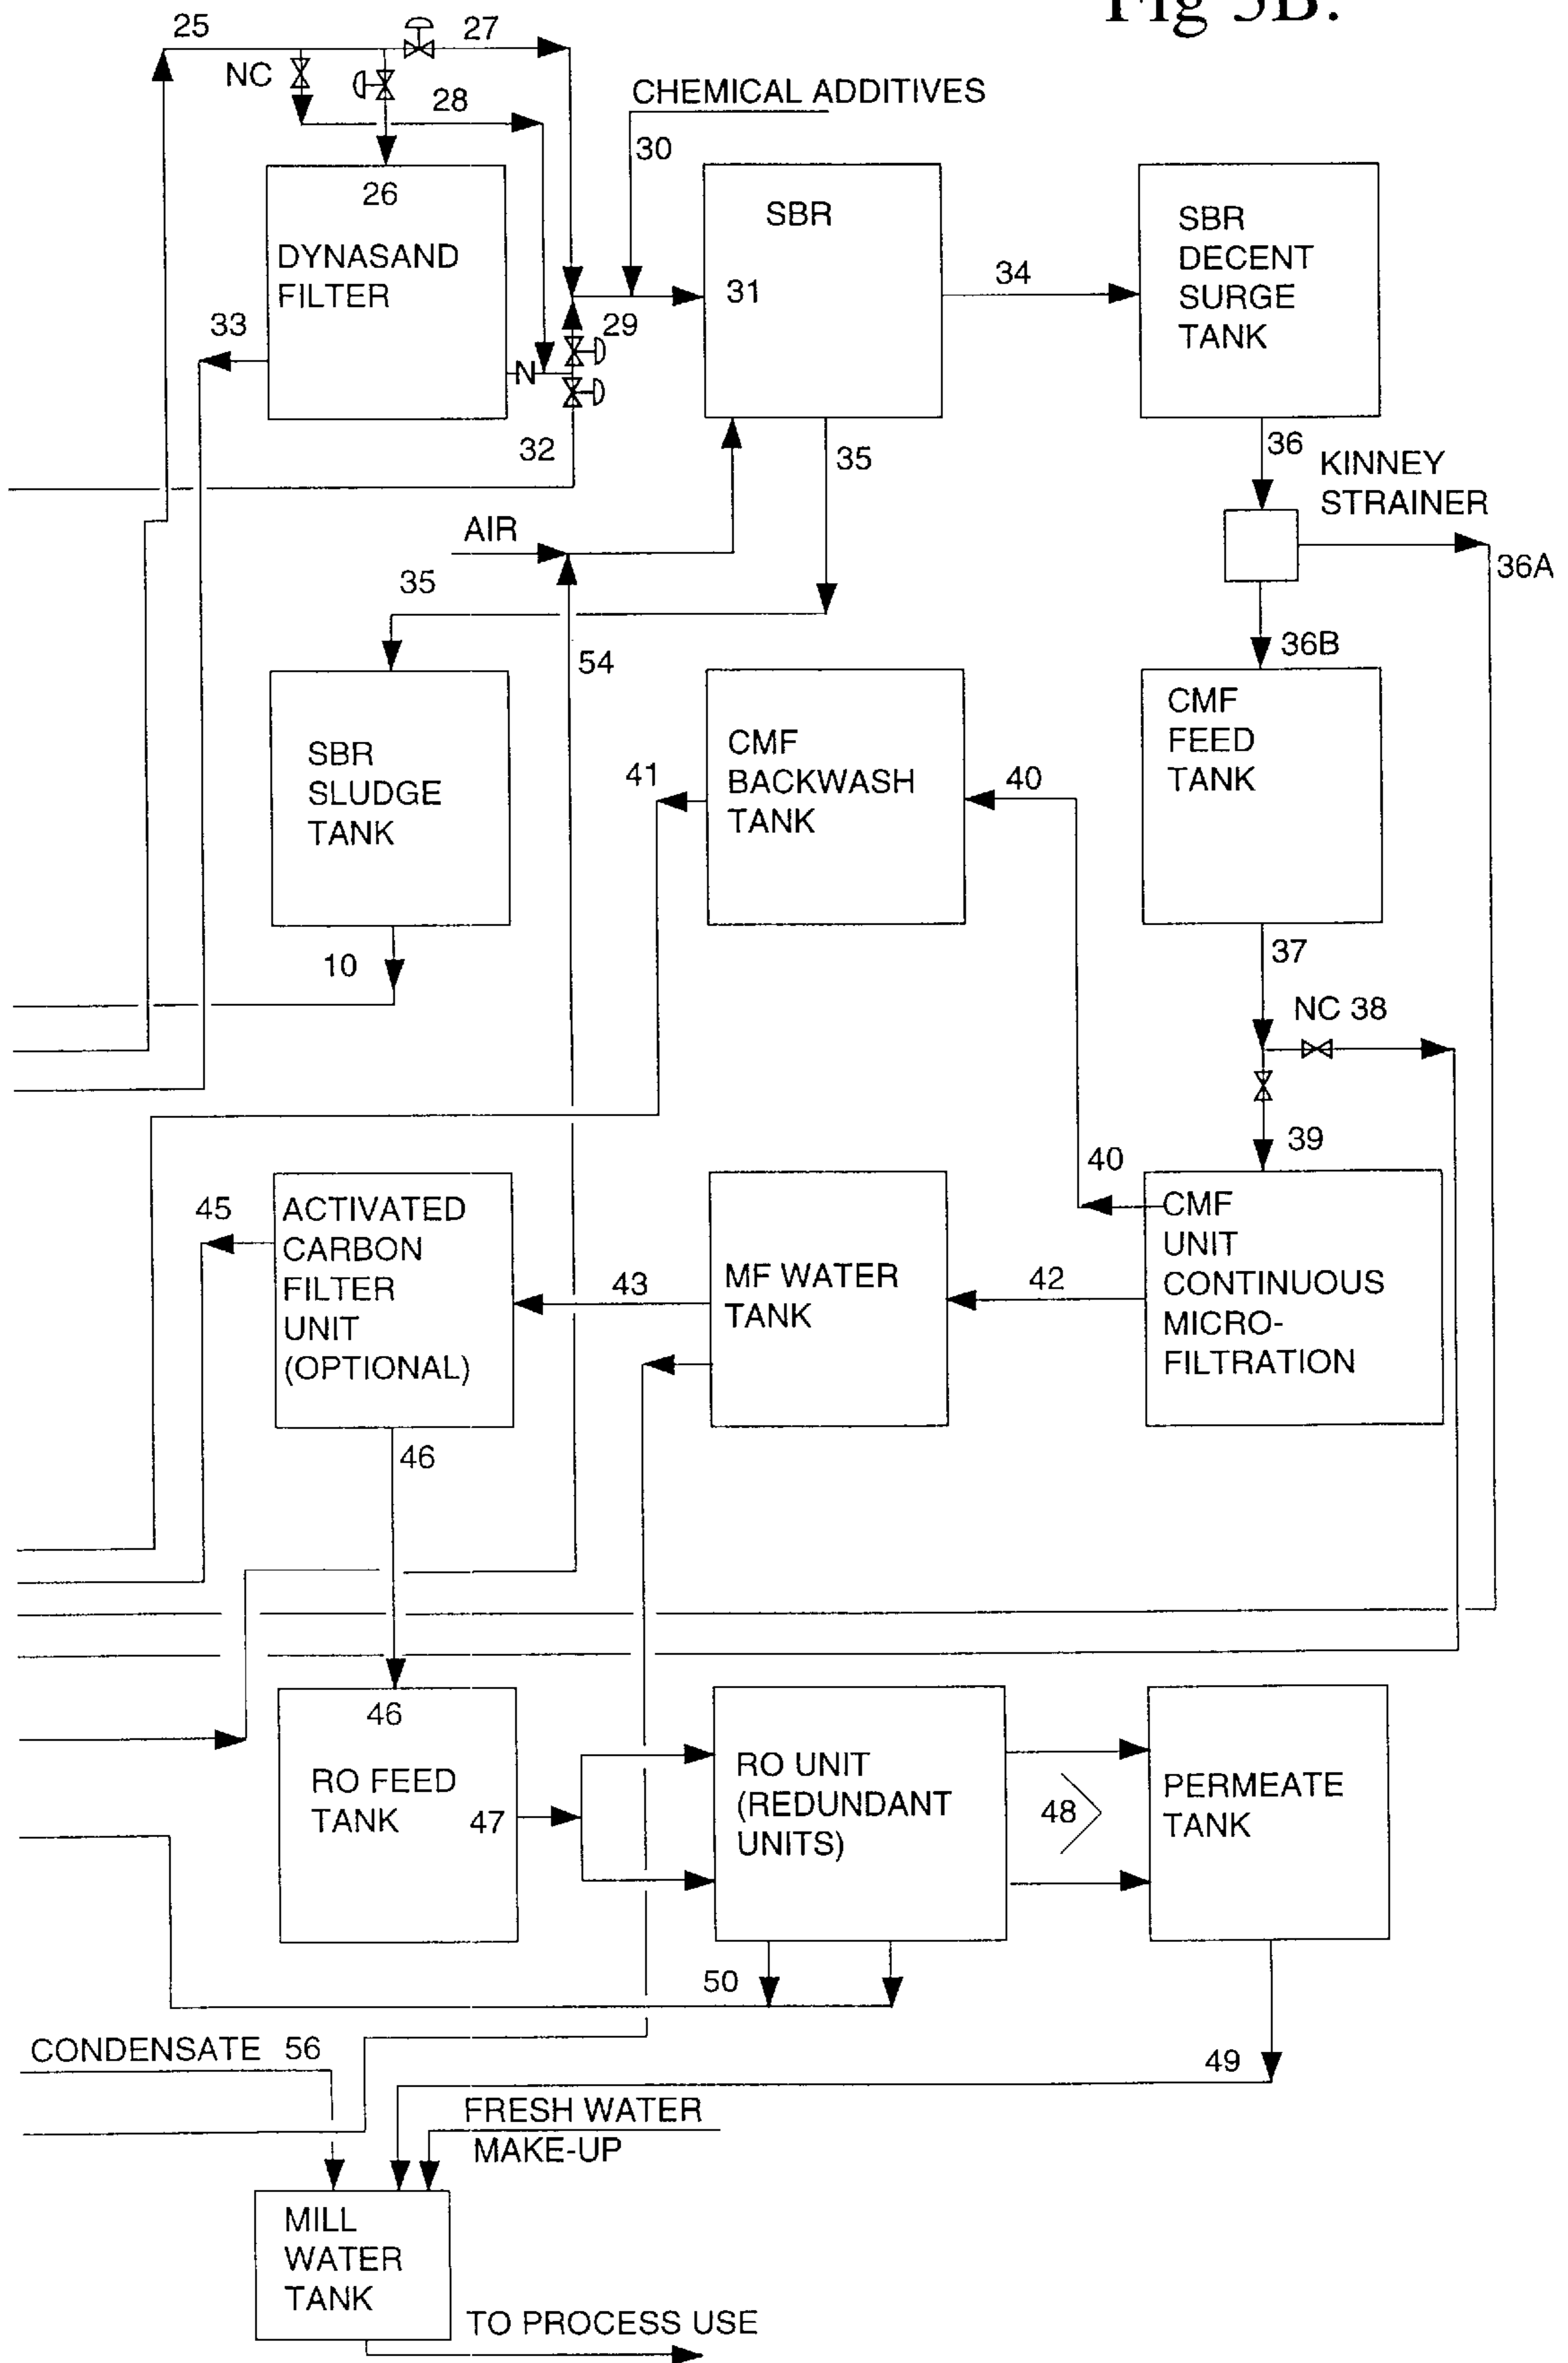 Fig 5B.
25
27
NC
28
CHEMICAL ADDITIVES
30
26
DYNASAND
FILTER
SBR
31
34
SBR
DECENT
SURGE
TANK
33
29
N
32
35
36
KINNEY
STRAINER
AIR
36A
35
54
36B
SBR
SLUDGE
TANK
41
CMF
BACKWASH
TANK
40
CMF
FEED
TANK
10
37
NC 38
39
40
45
ACTIVATED
CARBON
FILTER
UNIT
(OPTIONAL)
43
MF WATER
TANK
42
CMF
UNIT
CONTINUOUS
MICRO-
FILTRATION
46
46
RO FEED
TANK
47
RO UNIT
(REDUNDANT
UNITS)
48
PERMEATE
TANK
50
CONDENSATE 56
49
FRESH WATER
MAKE-UP
MILL
WATER
TANK
TO PROCESS USE